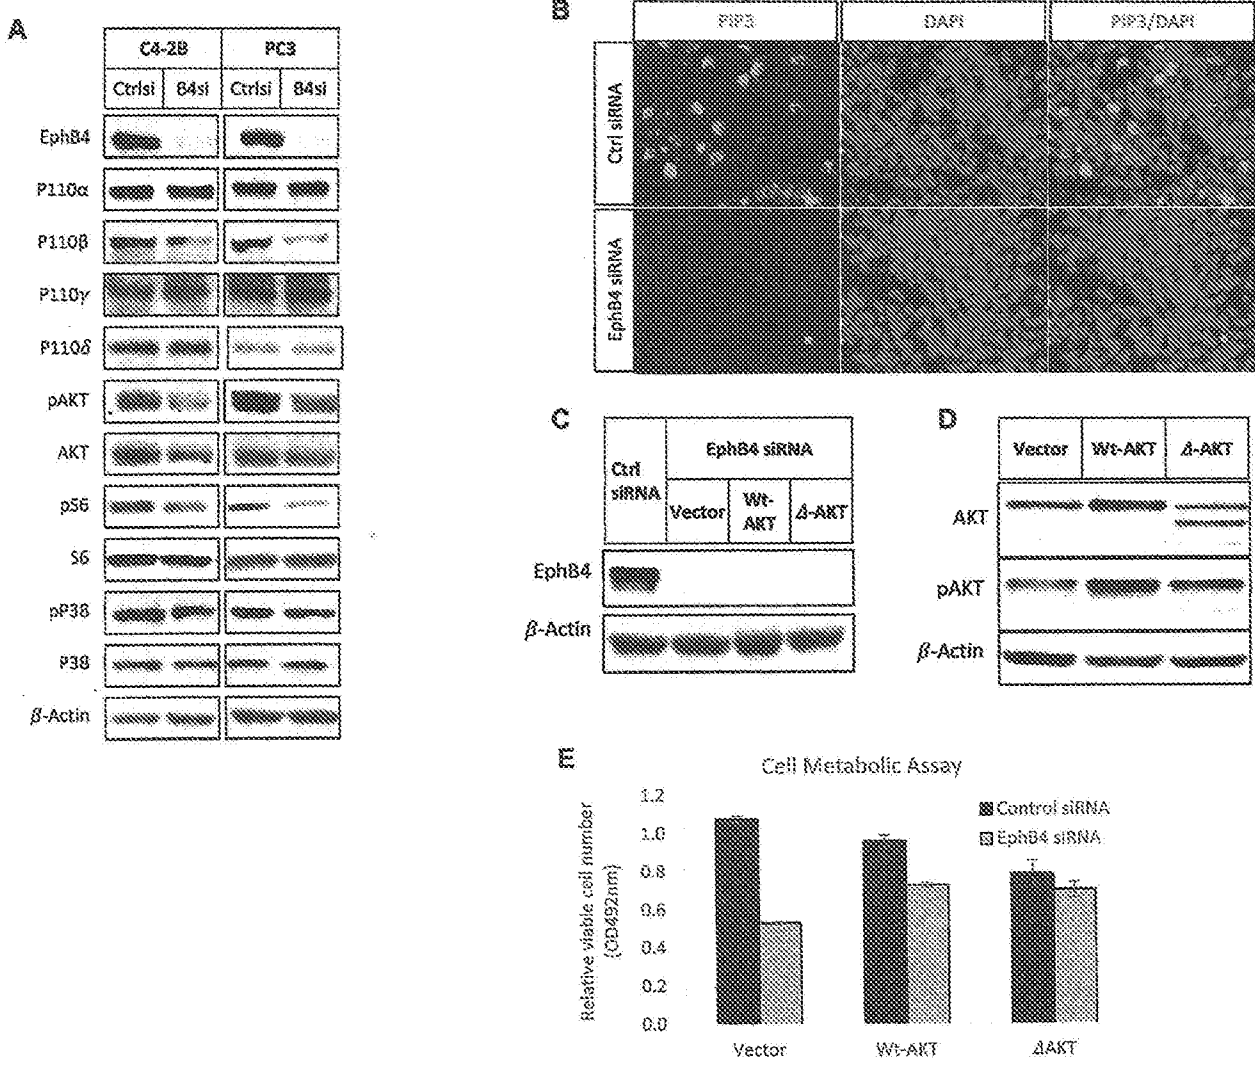 A
C4-2B PC3
Ctrlsi B4si Ctrlsi B4si
EphB4
P110α
P110β
P110γ
P110δ
pAKT
AKT
pS6
S6
pP38
P38
β-Actin
B
PIP3 DAPI PIP3/DAPI
Ctrl siRNA
EphB4 siRNA
C
Ctrl
siRNA
EphB4 siRNA
Vector Wt-
AKT Δ-AKT
EphB4
β-Actin
D
Vector Wt-AKT Δ-AKT
AKT
pAKT
β-Actin
E
Cell Metabolic Assay
Relative viable cell number
(OD492nm)
1.2
1.0
0.8
0.6
0.4
0.2
0.0
Control siRNA
EphB4 siRNA
Vector Wt-AKT ΔAKT